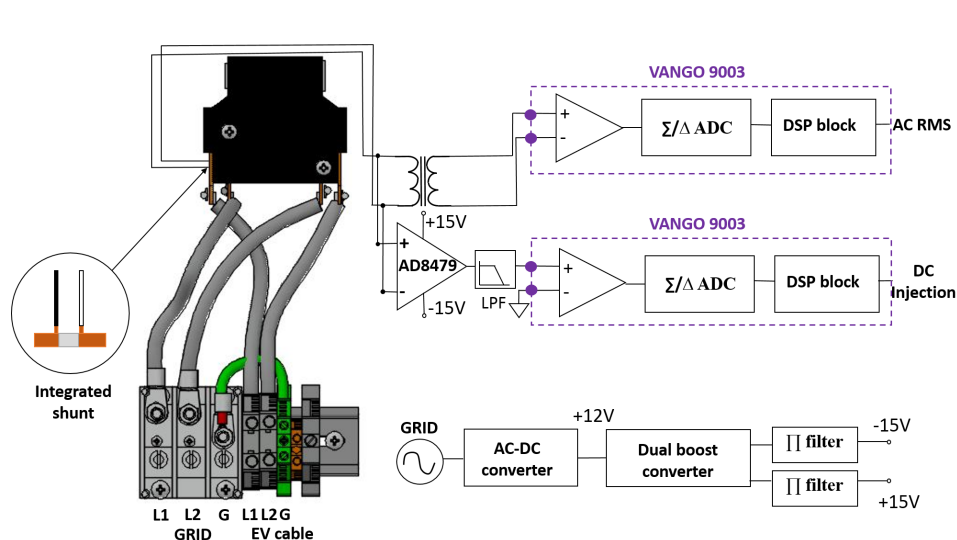 VANGO 9003
+
-
Σ/Δ ADC
DSP block
AC RMS
+15V
VANGO 9003
+
-
AD8479
-15V
LPF
+
-
Σ/Δ ADC
DSP block
DC
Injection
Integrated
shunt
+12V
GRID
AC-DC
converter
Dual boost
converter
∏ filter
-15V
∏ filter
+15V
L1 L2 G L1 L2 G
GRID EV cable